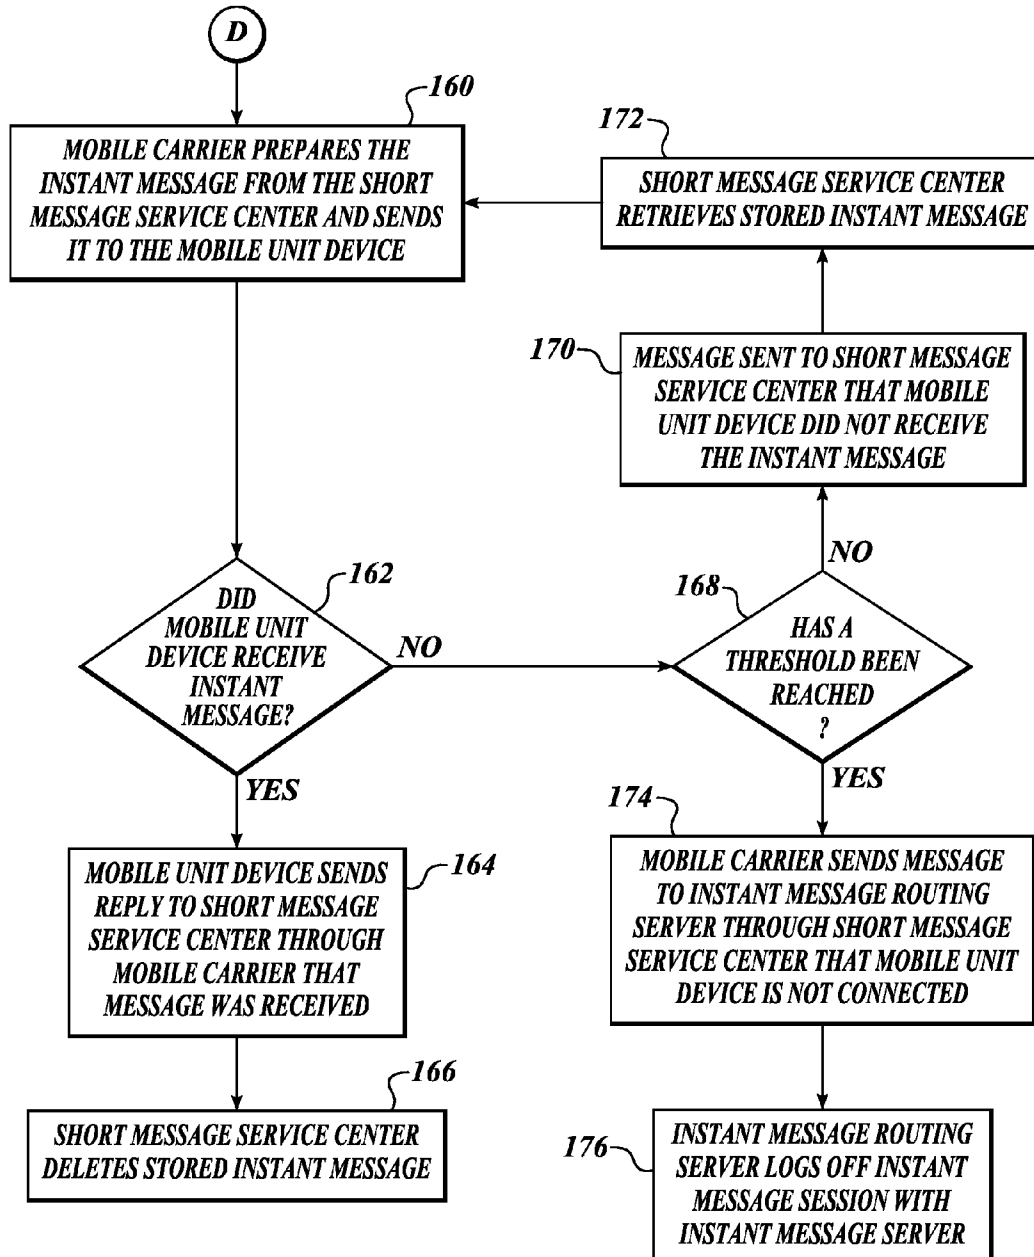 D
160
MOBILE CARRIER PREPARES THE
INSTANT MESSAGE FROM THE SHORT
MESSAGE SERVICE CENTER AND SENDS
IT TO THE MOBILE UNIT DEVICE
172
SHORT MESSAGE SERVICE CENTER
RETRIEVES STORED INSTANT MESSAGE
170
MESSAGE SENT TO SHORT MESSAGE
SERVICE CENTER THAT MOBILE
UNIT DEVICE DID NOT RECEIVE
THE INSTANT MESSAGE
NO
162
DID
MOBILE UNIT
DEVICE RECEIVE
INSTANT
MESSAGE?
NO
YES
168
HAS A
THRESHOLD BEEN
REACHED
?
YES
164
MOBILE UNIT DEVICE SENDS
REPLY TO SHORT MESSAGE
SERVICE CENTER THROUGH
MOBILE CARRIER THAT
MESSAGE WAS RECEIVED
174
MOBILE CARRIER SENDS MESSAGE
TO INSTANT MESSAGE ROUTING
SERVER THROUGH SHORT MESSAGE
SERVICE CENTER THAT MOBILE UNIT
DEVICE IS NOT CONNECTED
166
SHORT MESSAGE SERVICE CENTER
DELETES STORED INSTANT MESSAGE
176
INSTANT MESSAGE ROUTING
SERVER LOGS OFF INSTANT
MESSAGE SESSION WITH
INSTANT MESSAGE SERVER